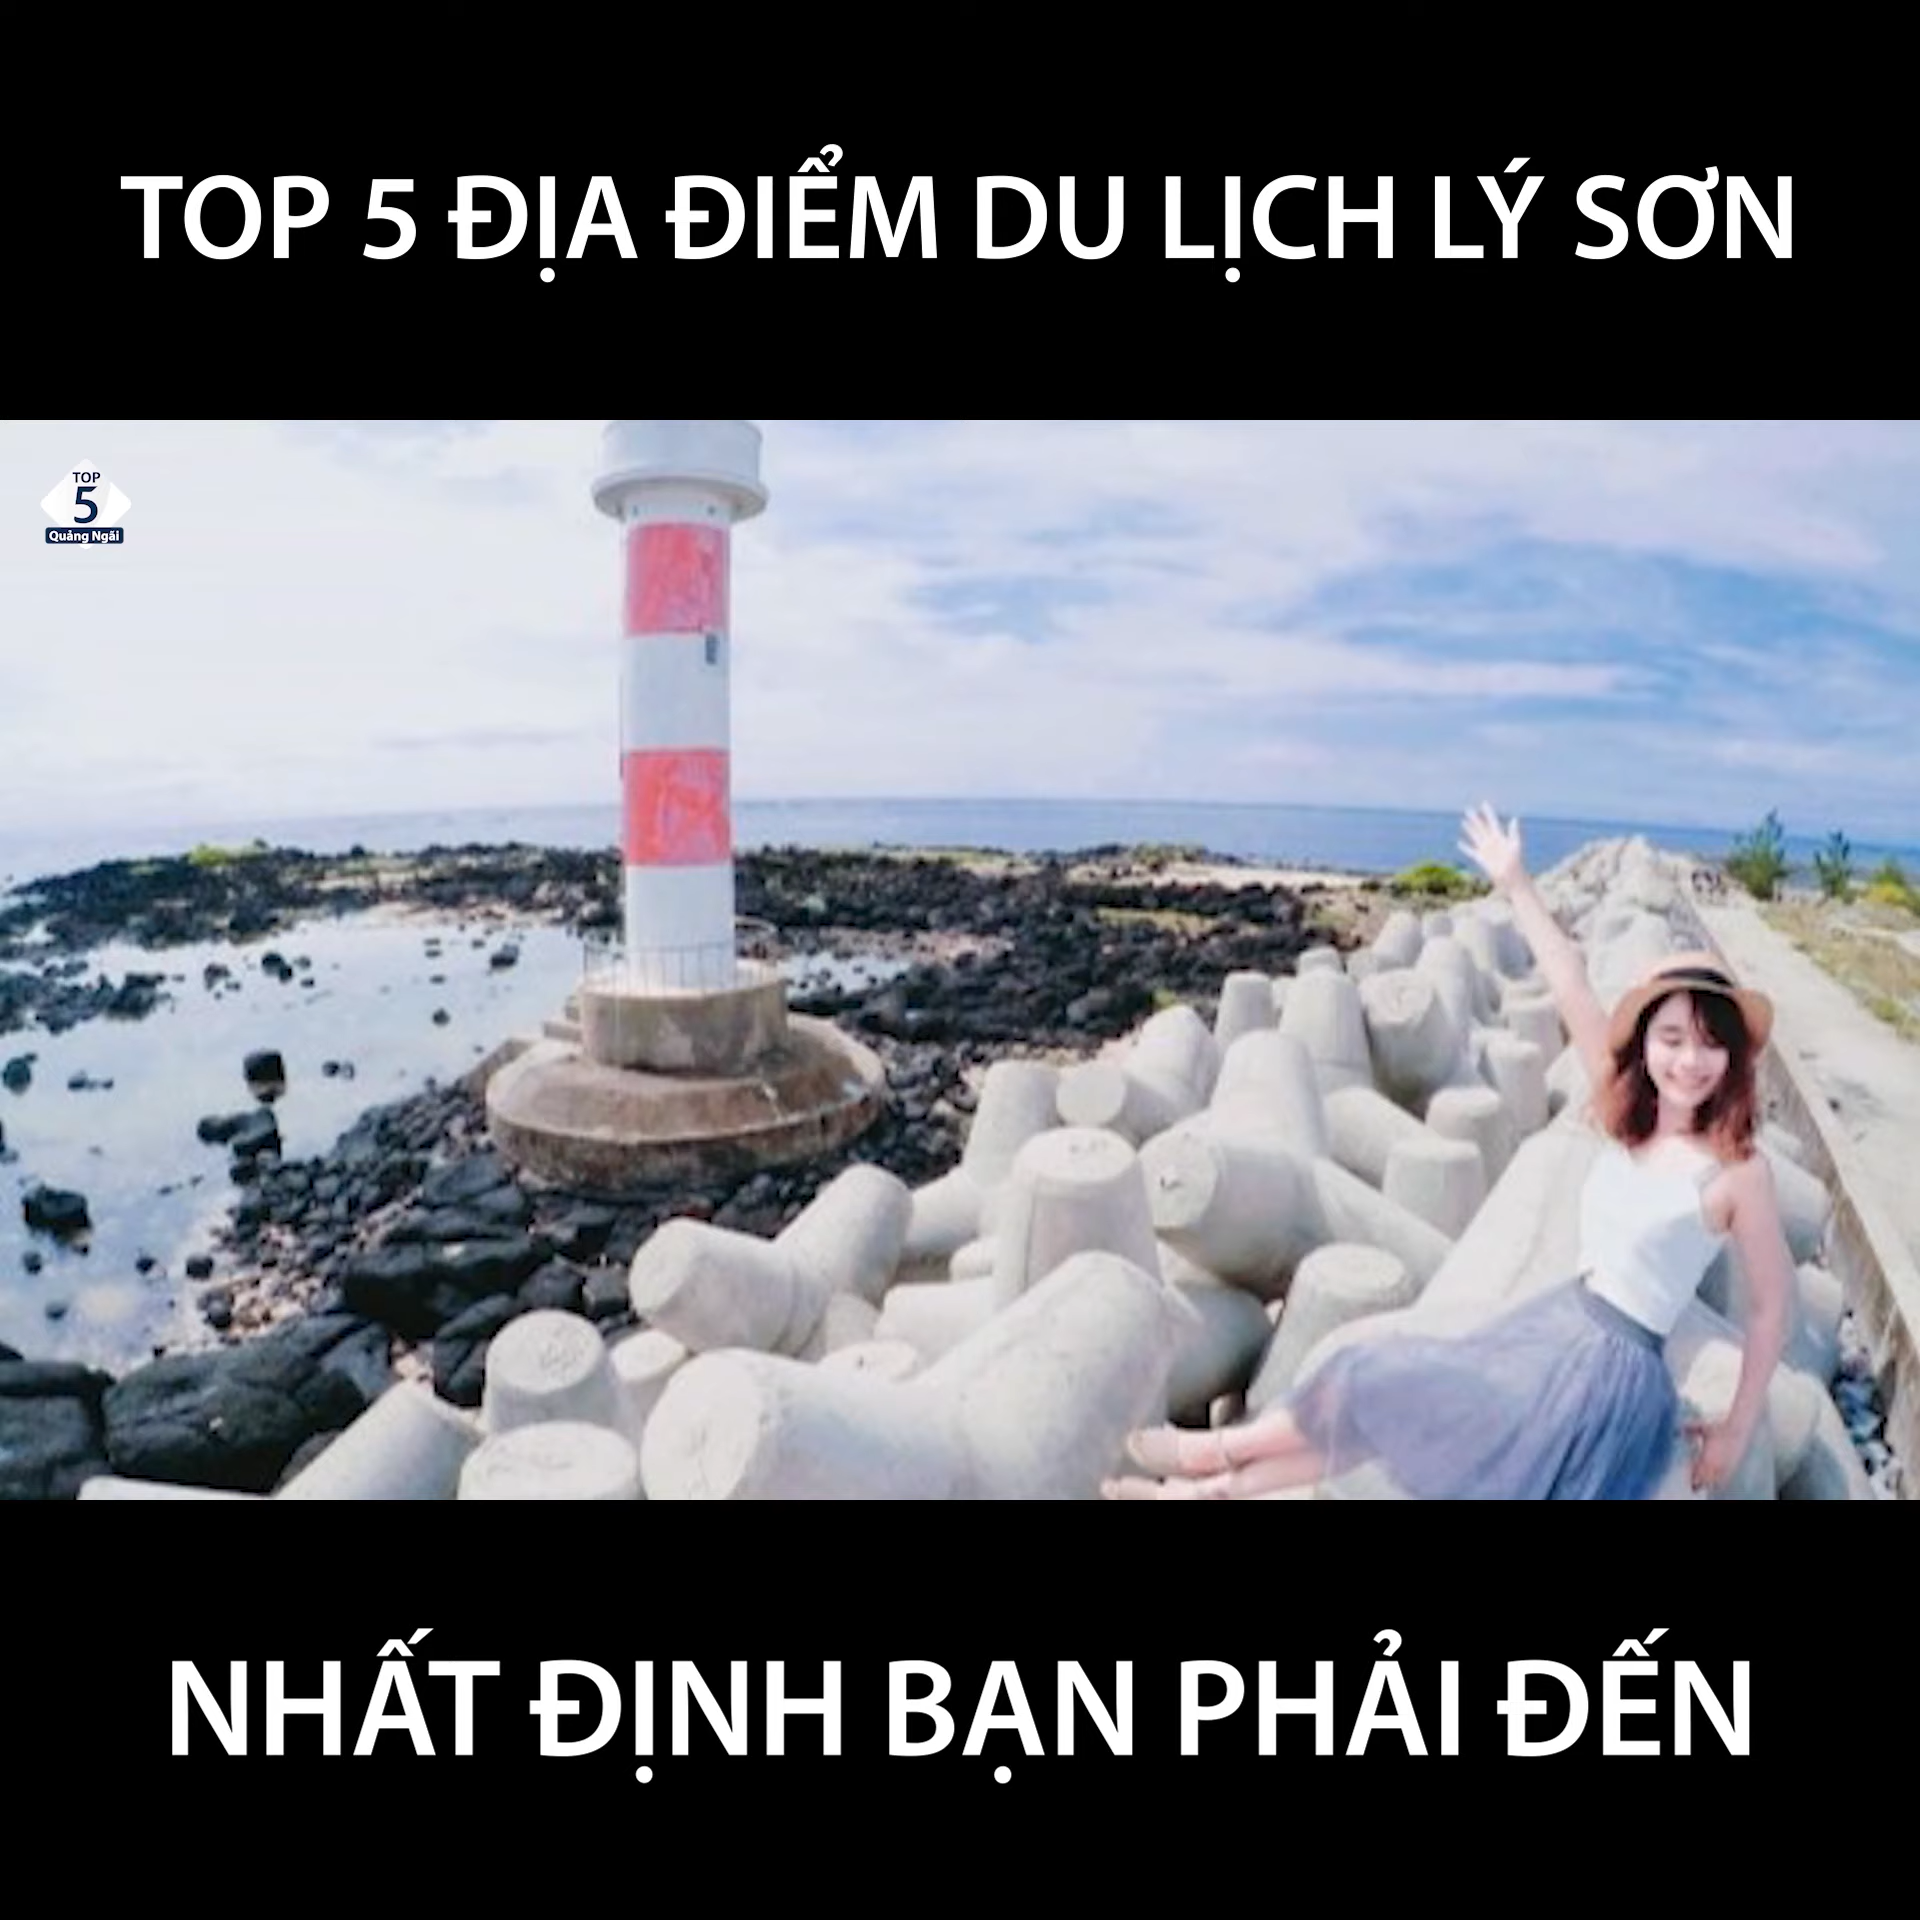 TOP 5 ĐỊA ĐIỂM DU LỊCH LÝ SƠN
TOP
5
Quảng Ngãi
NHẤT ĐỊNH BẠN PHẢI ĐẾN